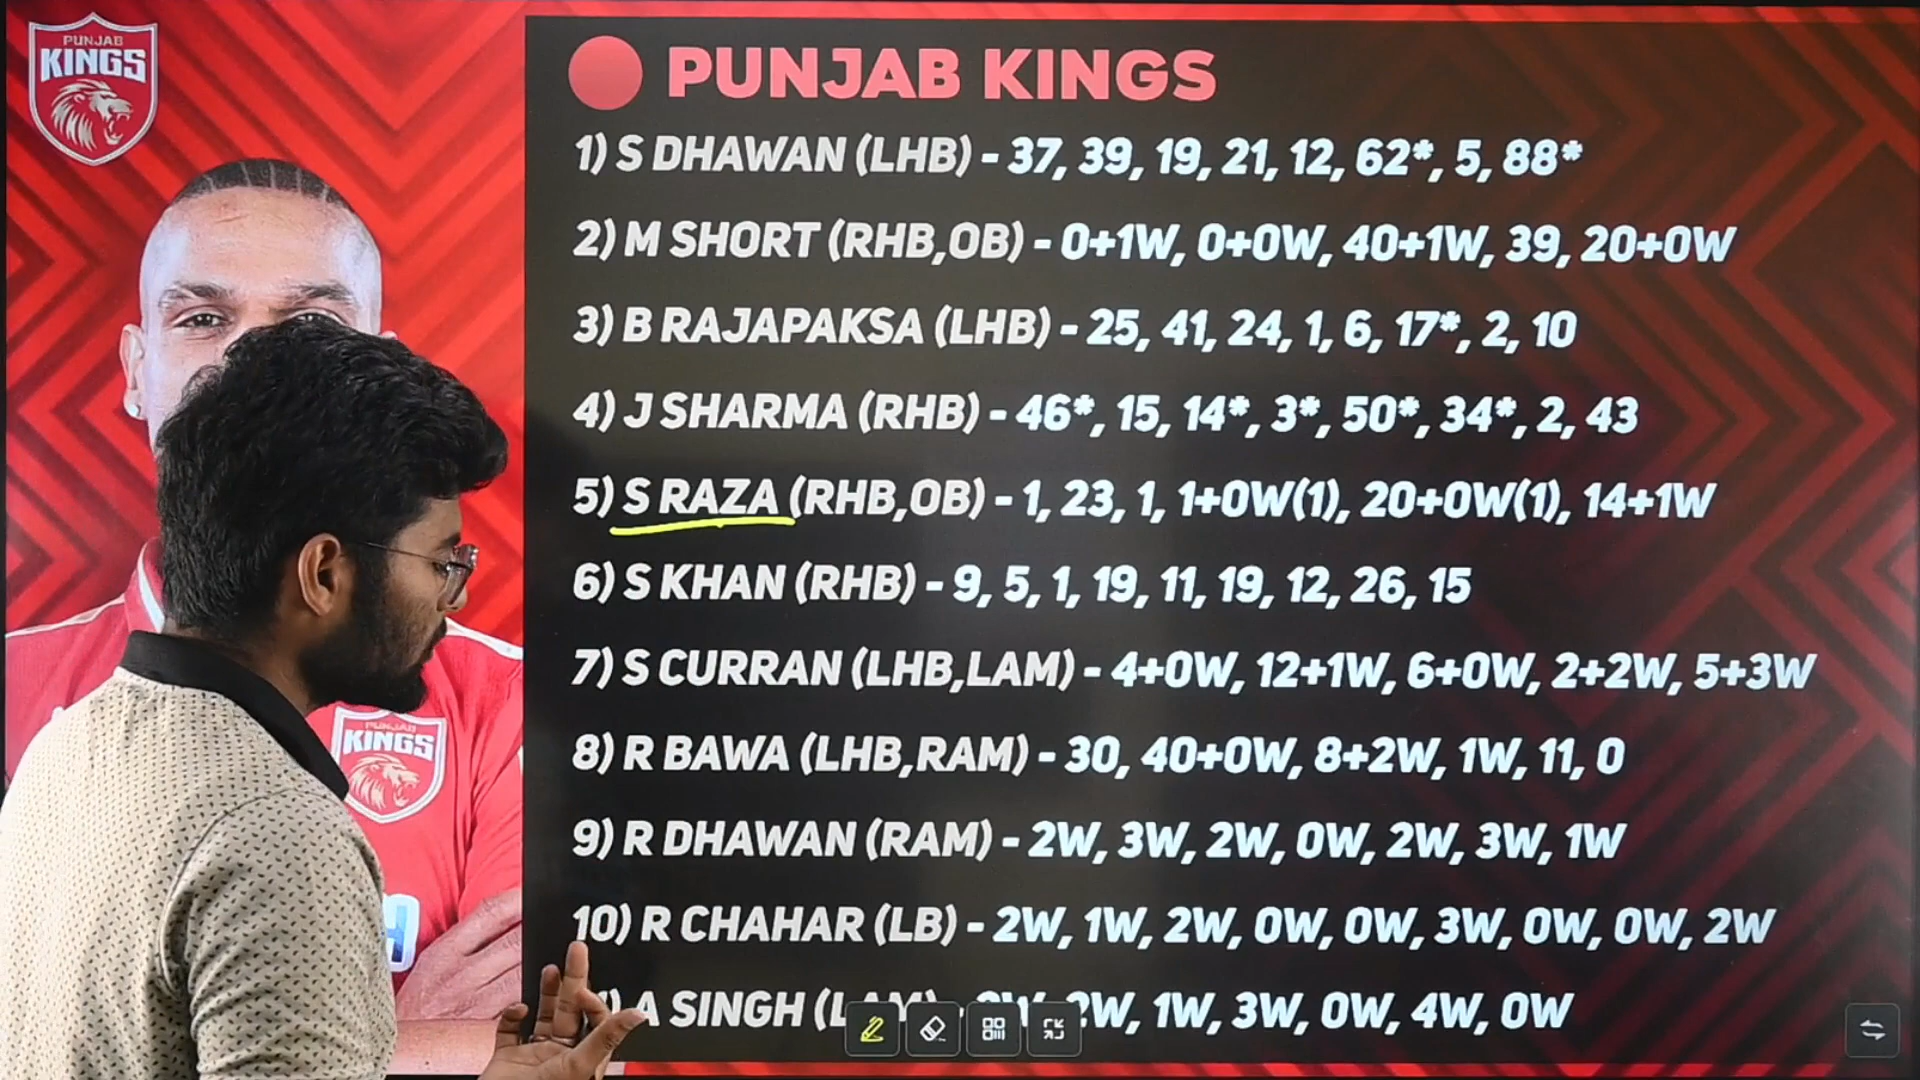 PUNJAB
KINGS
PUNJAB KINGS
1) S DHAWAN (LHB) - 37, 39, 19, 21, 12, 62*, 5, 88*
2) M SHORT (RHB,OB) - 0+1W, 0+0W, 40+1W, 39, 20+0W
3) B RAJAPAKSA (LHB) - 25, 41, 24, 1, 6, 17*, 2, 10
4) J SHARMA (RHB) - 46*, 15, 14*, 3*, 50*, 34*, 2, 43
5) S RAZA (RHB,OB) - 1, 23, 1, 1+0W(1), 20+0W(1), 14+1W
6) S KHAN (RHB) - 9, 5, 1, 19, 11, 19, 12, 26, 15
7) S CURRAN (LHB,LAM) - 4+0W, 12+1W, 6+0W, 2+2W, 5+3W
PUNJAB
KINGS
8) R BAWA (LHB,RAM) - 30, 40+0W, 8+2W, 1W, 11, 0
9) R DHAWAN (RAM) - 2W, 3W, 2W, 0W, 2W, 3W, 1W
10) R CHAHAR (LB) - 2W, 1W, 2W, 0W, 0W, 3W, 0W, 0W, 2W
A SINGH 1W, 3W, 0W, 4W, 0W